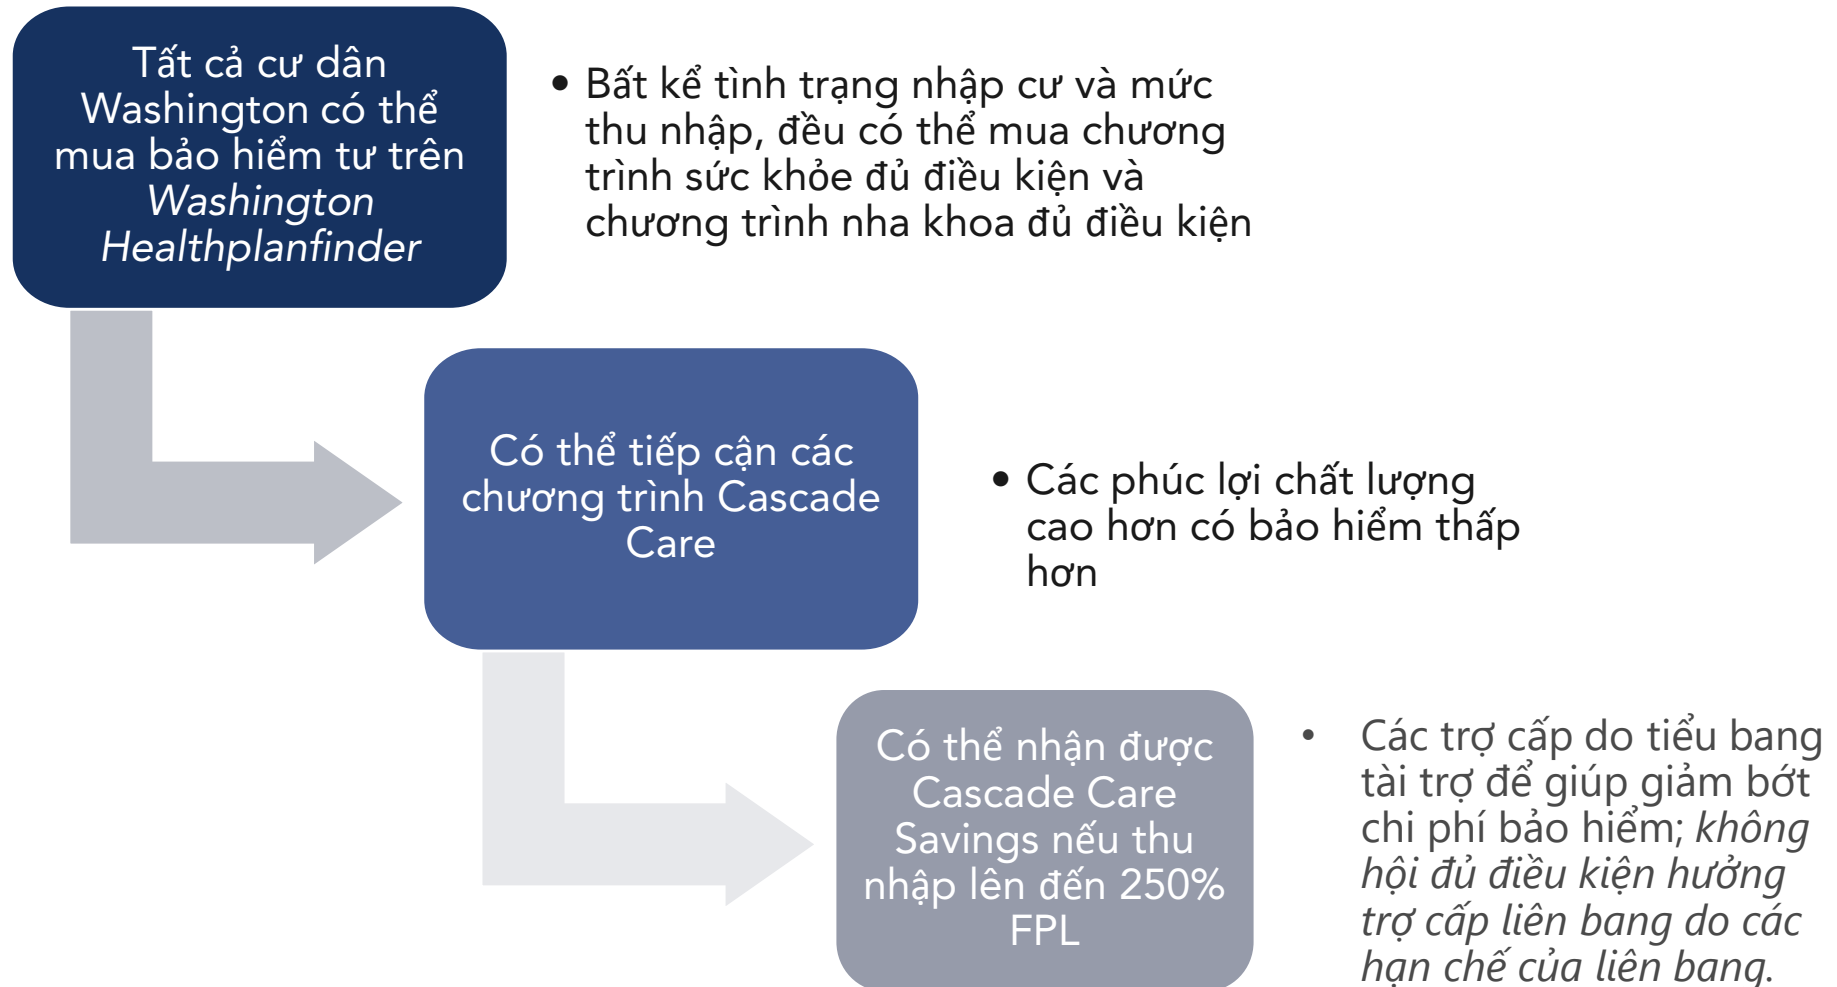 Tất cả cư dân
Washington có thể
mua bảo hiểm tư trên
Washington
Healthplanfinder
• Bất kể tình trạng nhập cư và mức
thu nhập, đều có thể mua chương
trình sức khỏe đủ điều kiện và
chương trình nha khoa đủ điều kiện
Có thể tiếp cận các
chương trình Cascade
Care
• Các phúc lợi chất lượng
cao hơn có bảo hiểm thấp
hơn
Có thể nhận được
Cascade Care
Savings nếu thu
nhập lên đến 250%
FPL
• Các trợ cấp do tiểu bang
tài trợ để giúp giảm bớt
chi phí bảo hiểm; không
hội đủ điều kiện hưởng
trợ cấp liên bang do các
hạn chế của liên bang.